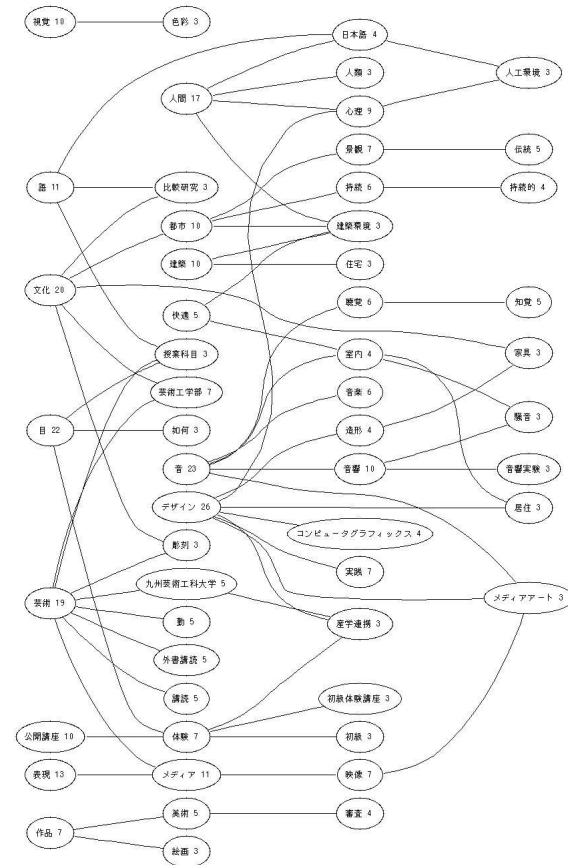 視覚 10
色彩 3
日本語 4
人間 17
人類 3
人工環境 3
心理 9
景観 7
伝統 5
語 11
比較研究 3
持続 6
持続的 4
都市 10
建築環境 3
建築 10
住宅 3
文化 20
聴覚 6
知覚 5
快適 5
授業科目 3
室内 4
家具 3
芸術工学部 7
音楽 6
騒音 3
目 22
如何 3
造形 4
音 23
音響 10
音響実験 3
デザイン 26
居住 3
コンピュータグラフィックス 4
彫刻 3
実践 7
九州芸術工科大学 5
芸術 19
メディアアート 3
勤 5
産学連携 3
外書講読 5
講読 5
初級体験講座 3
公開講座 10
体験 7
初級 3
表現 13
メディア 11
映像 7
美術 5
審査 4
作品 7
絵画 3